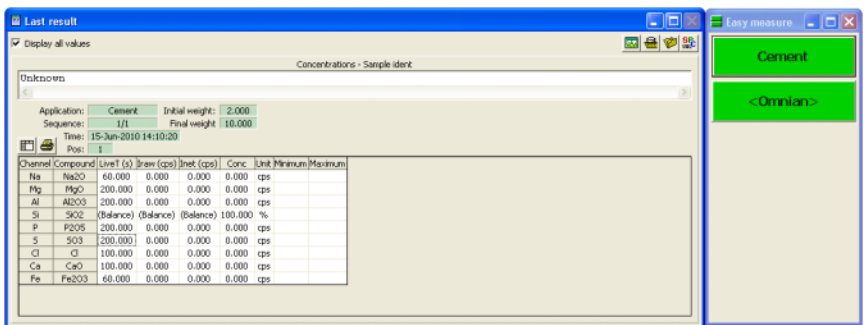 Last result
Display all values
Concentrations - Sample ident
Unknown
Application: Cement Initial weight: 2.000
Sequence: 1/1 Final weight 10.000
Time: 15-Jun-2010 14:10:20
Pos: 1
Channel Compound LiveT (s) Iraw (cps) Inet (cps) Conc Unit Minimum Maximum
Na Na2O 60.000 0.000 0.000 0.000 cps
Mg MgO 200.000 0.000 0.000 0.000 cps
Al Al2O3 200.000 0.000 0.000 0.000 cps
Si SiO2 (Balance) (Balance) (Balance) 100.000 %
P P2O5 200.000 0.000 0.000 0.000 cps
S SO3 200.000 0.000 0.000 0.000 cps
Cl Cl 100.000 0.000 0.000 0.000 cps
Ca CaO 100.000 0.000 0.000 0.000 cps
Fe Fe2O3 60.000 0.000 0.000 0.000 cps
Easy measure...
Cement
<Omnian>